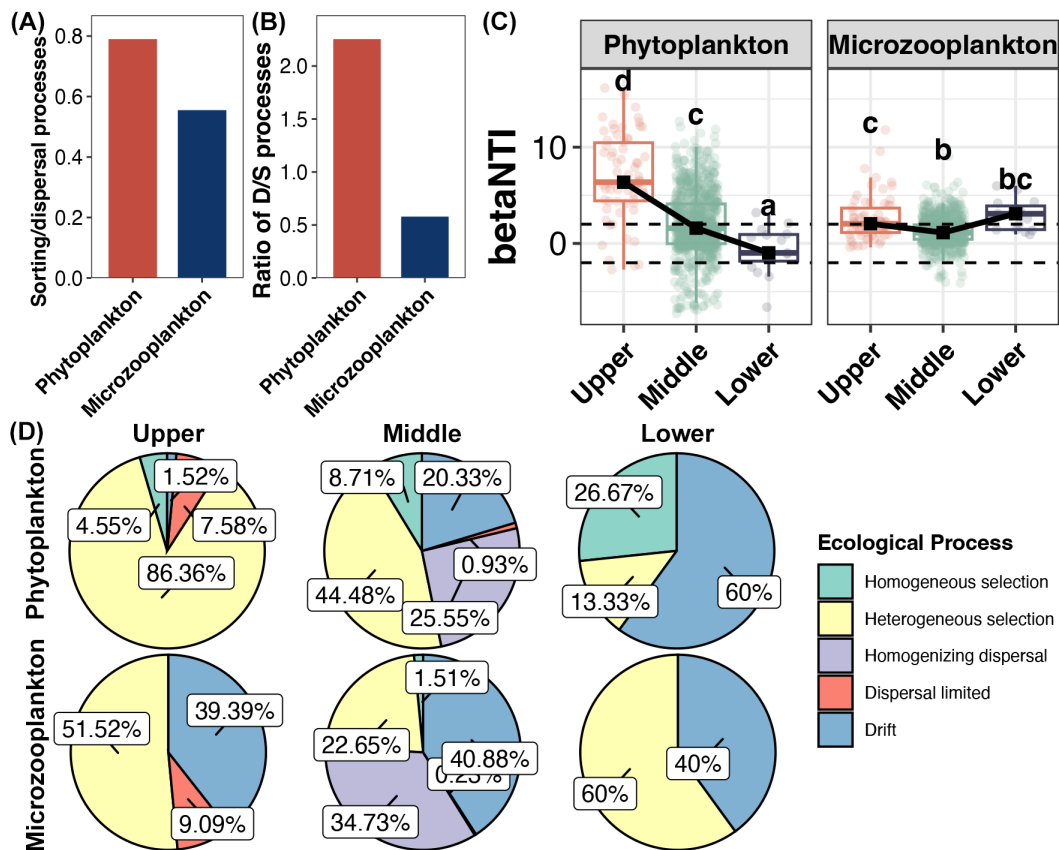 (A)
Sorting/dispersal processes
0.8
0.6
0.4
0.2
0.0
Phytoplankton
Microzooplankton
(B)
Ratio of D/S processes
2.0
1.5
1.0
0.5
0.0
Phytoplankton
Microzooplankton
(C)
betaNTI
10
0
Phytoplankton
Microzooplankton
d
c
a
c
b
bc
Upper
Middle
Lower
Upper
Middle
Lower
(D)
Upper
Middle
Lower
Phytoplankton
1.52%
4.55%
7.58%
86.36%
8.71%
20.33%
0.93%
44.48%
25.55%
26.67%
13.33%
60%
Microzooplankton
51.52%
39.39%
9.09%
1.51%
22.65%
40.88%
34.73%
40%
60%
Ecological Process
Homogeneous selection
Heterogeneous selection
Homogenizing dispersal
Dispersal limited
Drift